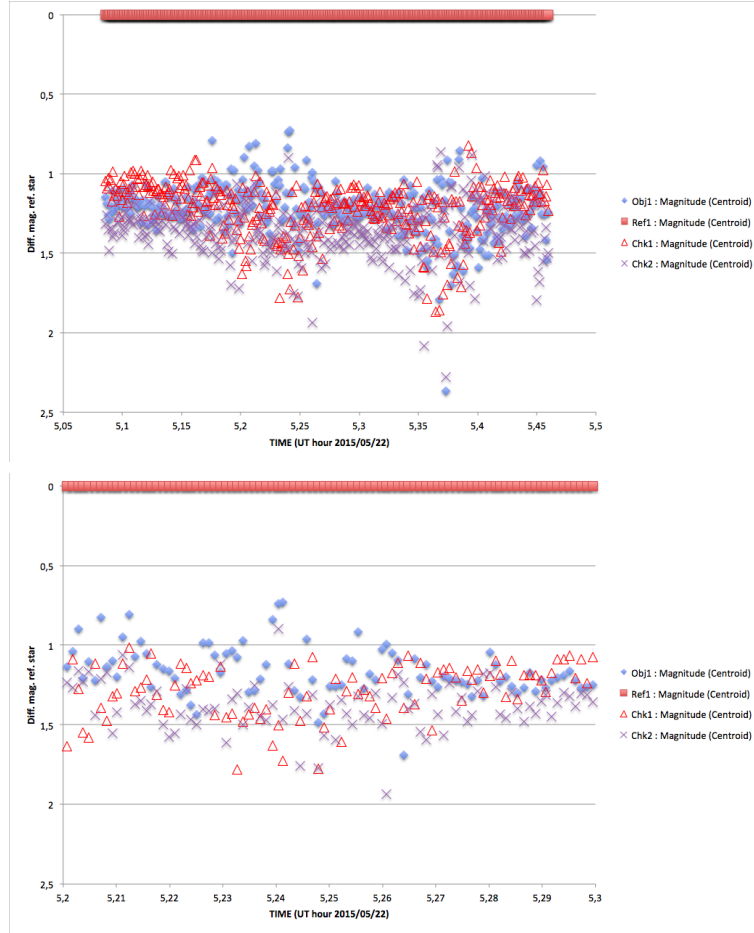 0
0,5
1
1,5
2
2,5
Diff. mag. ref. star
5,05
5,1
5,15
5,2
5,25
5,3
5,35
5,4
5,45
5,5
TIME (UT hour 2015/05/22)
Obj1 : Magnitude (Centroid)
Ref1 : Magnitude (Centroid)
Chk1 : Magnitude (Centroid)
Chk2 : Magnitude (Centroid)
0
0,5
1
1,5
2
2,5
Diff. mag. ref. star
5,2
5,21
5,22
5,23
5,24
5,25
5,26
5,27
5,28
5,29
5,3
TIME (UT hour 2015/05/22)
Obj1 : Magnitude (Centroid)
Ref1 : Magnitude (Centroid)
Chk1 : Magnitude (Centroid)
Chk2 : Magnitude (Centroid)